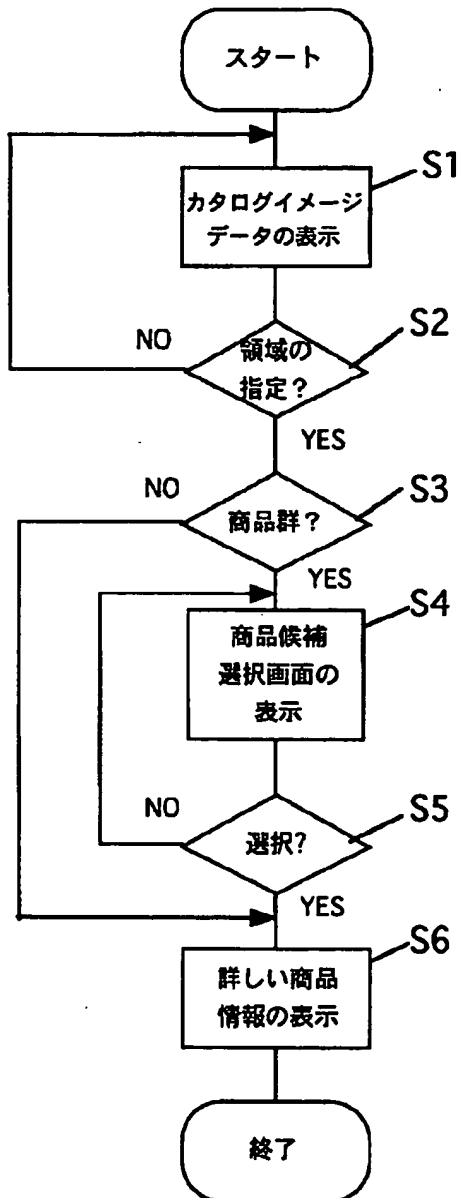 スタート
S1
カタログイメージ
データの表示
S2
NO
領域の
指定?
YES
NO
S3
商品群?
YES
S4
商品候補
選択画面の
表示
NO
S5
選択?
YES
S6
詳しい商品
情報の表示
終了